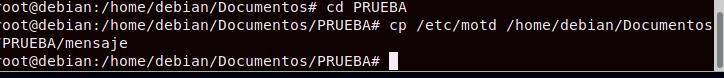 root@debian:/home/debian/Documentos# cd PRUEBA
root@debian:/home/debian/Documentos/PRUEBA# cp /etc/motd /home/debian/Documentos
/PRUEBA/mensaje
root@debian:/home/debian/Documentos/PRUEBA#